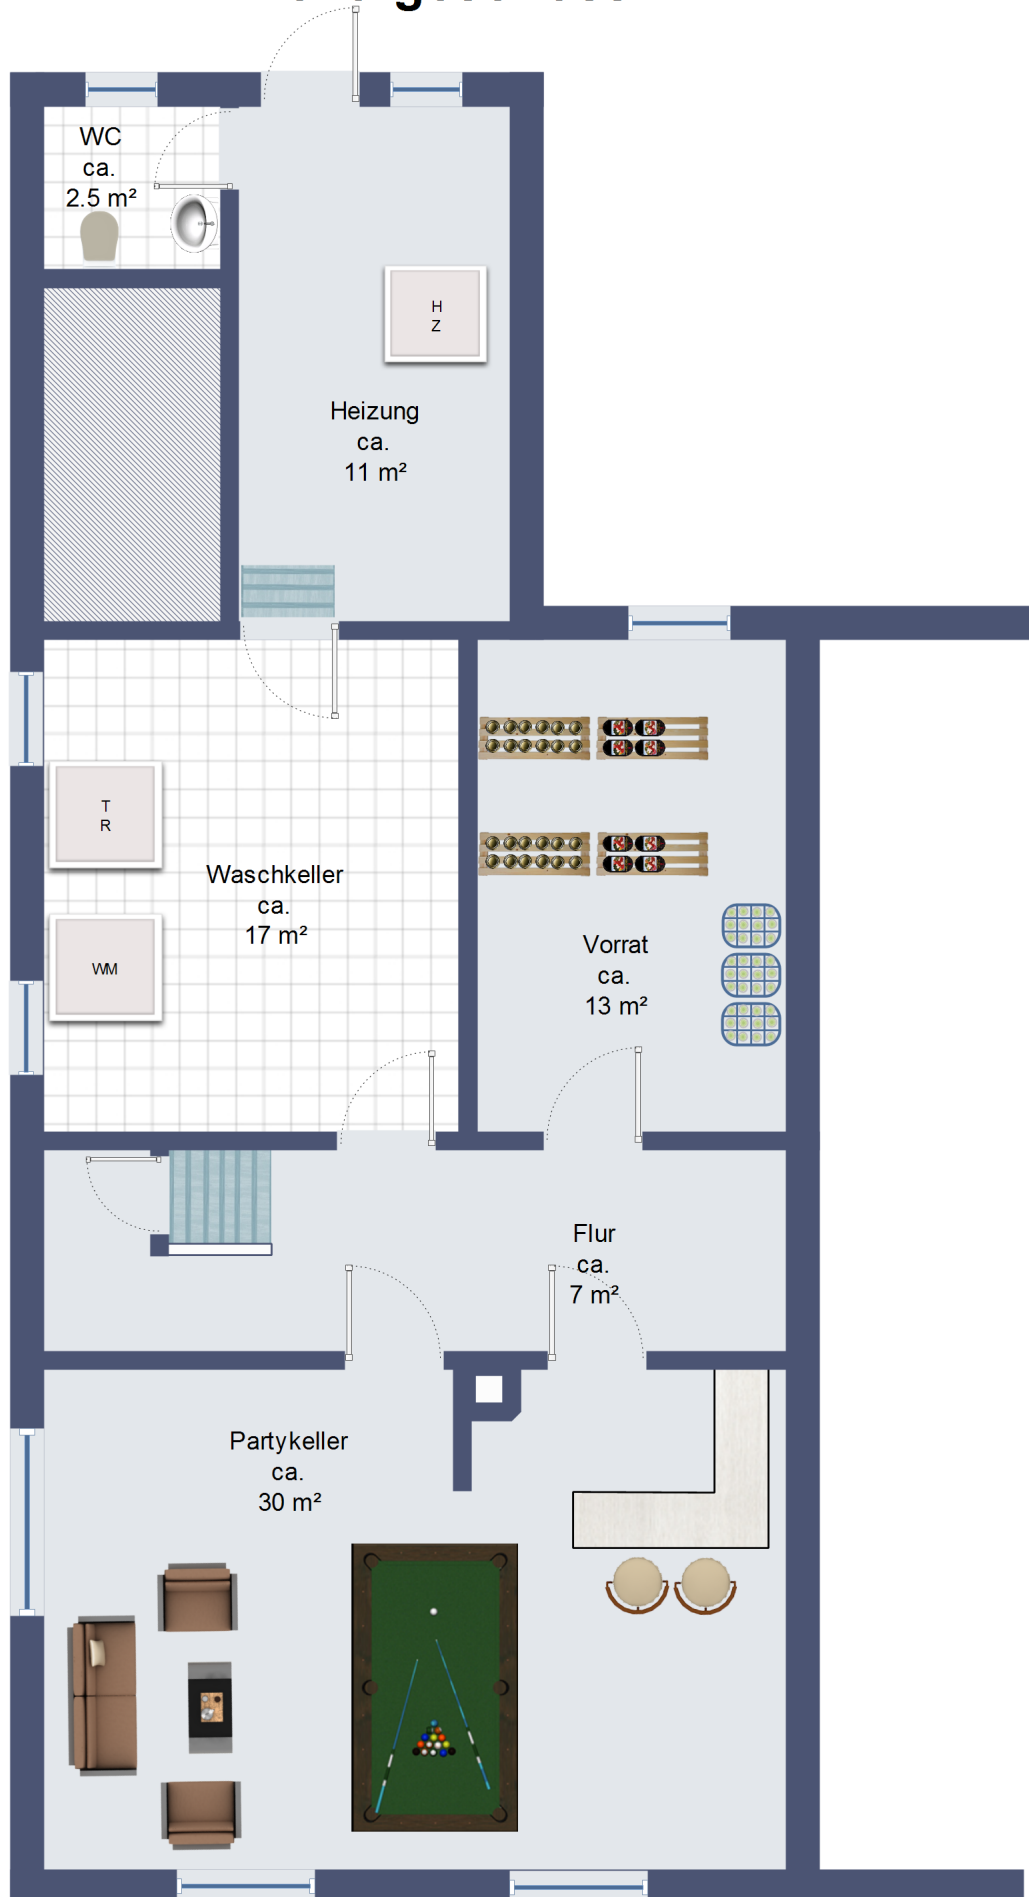 WC
ca.
2.5 m²
H
Z
Heizung
ca.
11 m²
T
R
Waschkeller
ca.
17 m²
WM
Vorrat
ca.
13 m²
Flur
ca.
7 m²
Partykeller
ca.
30 m²